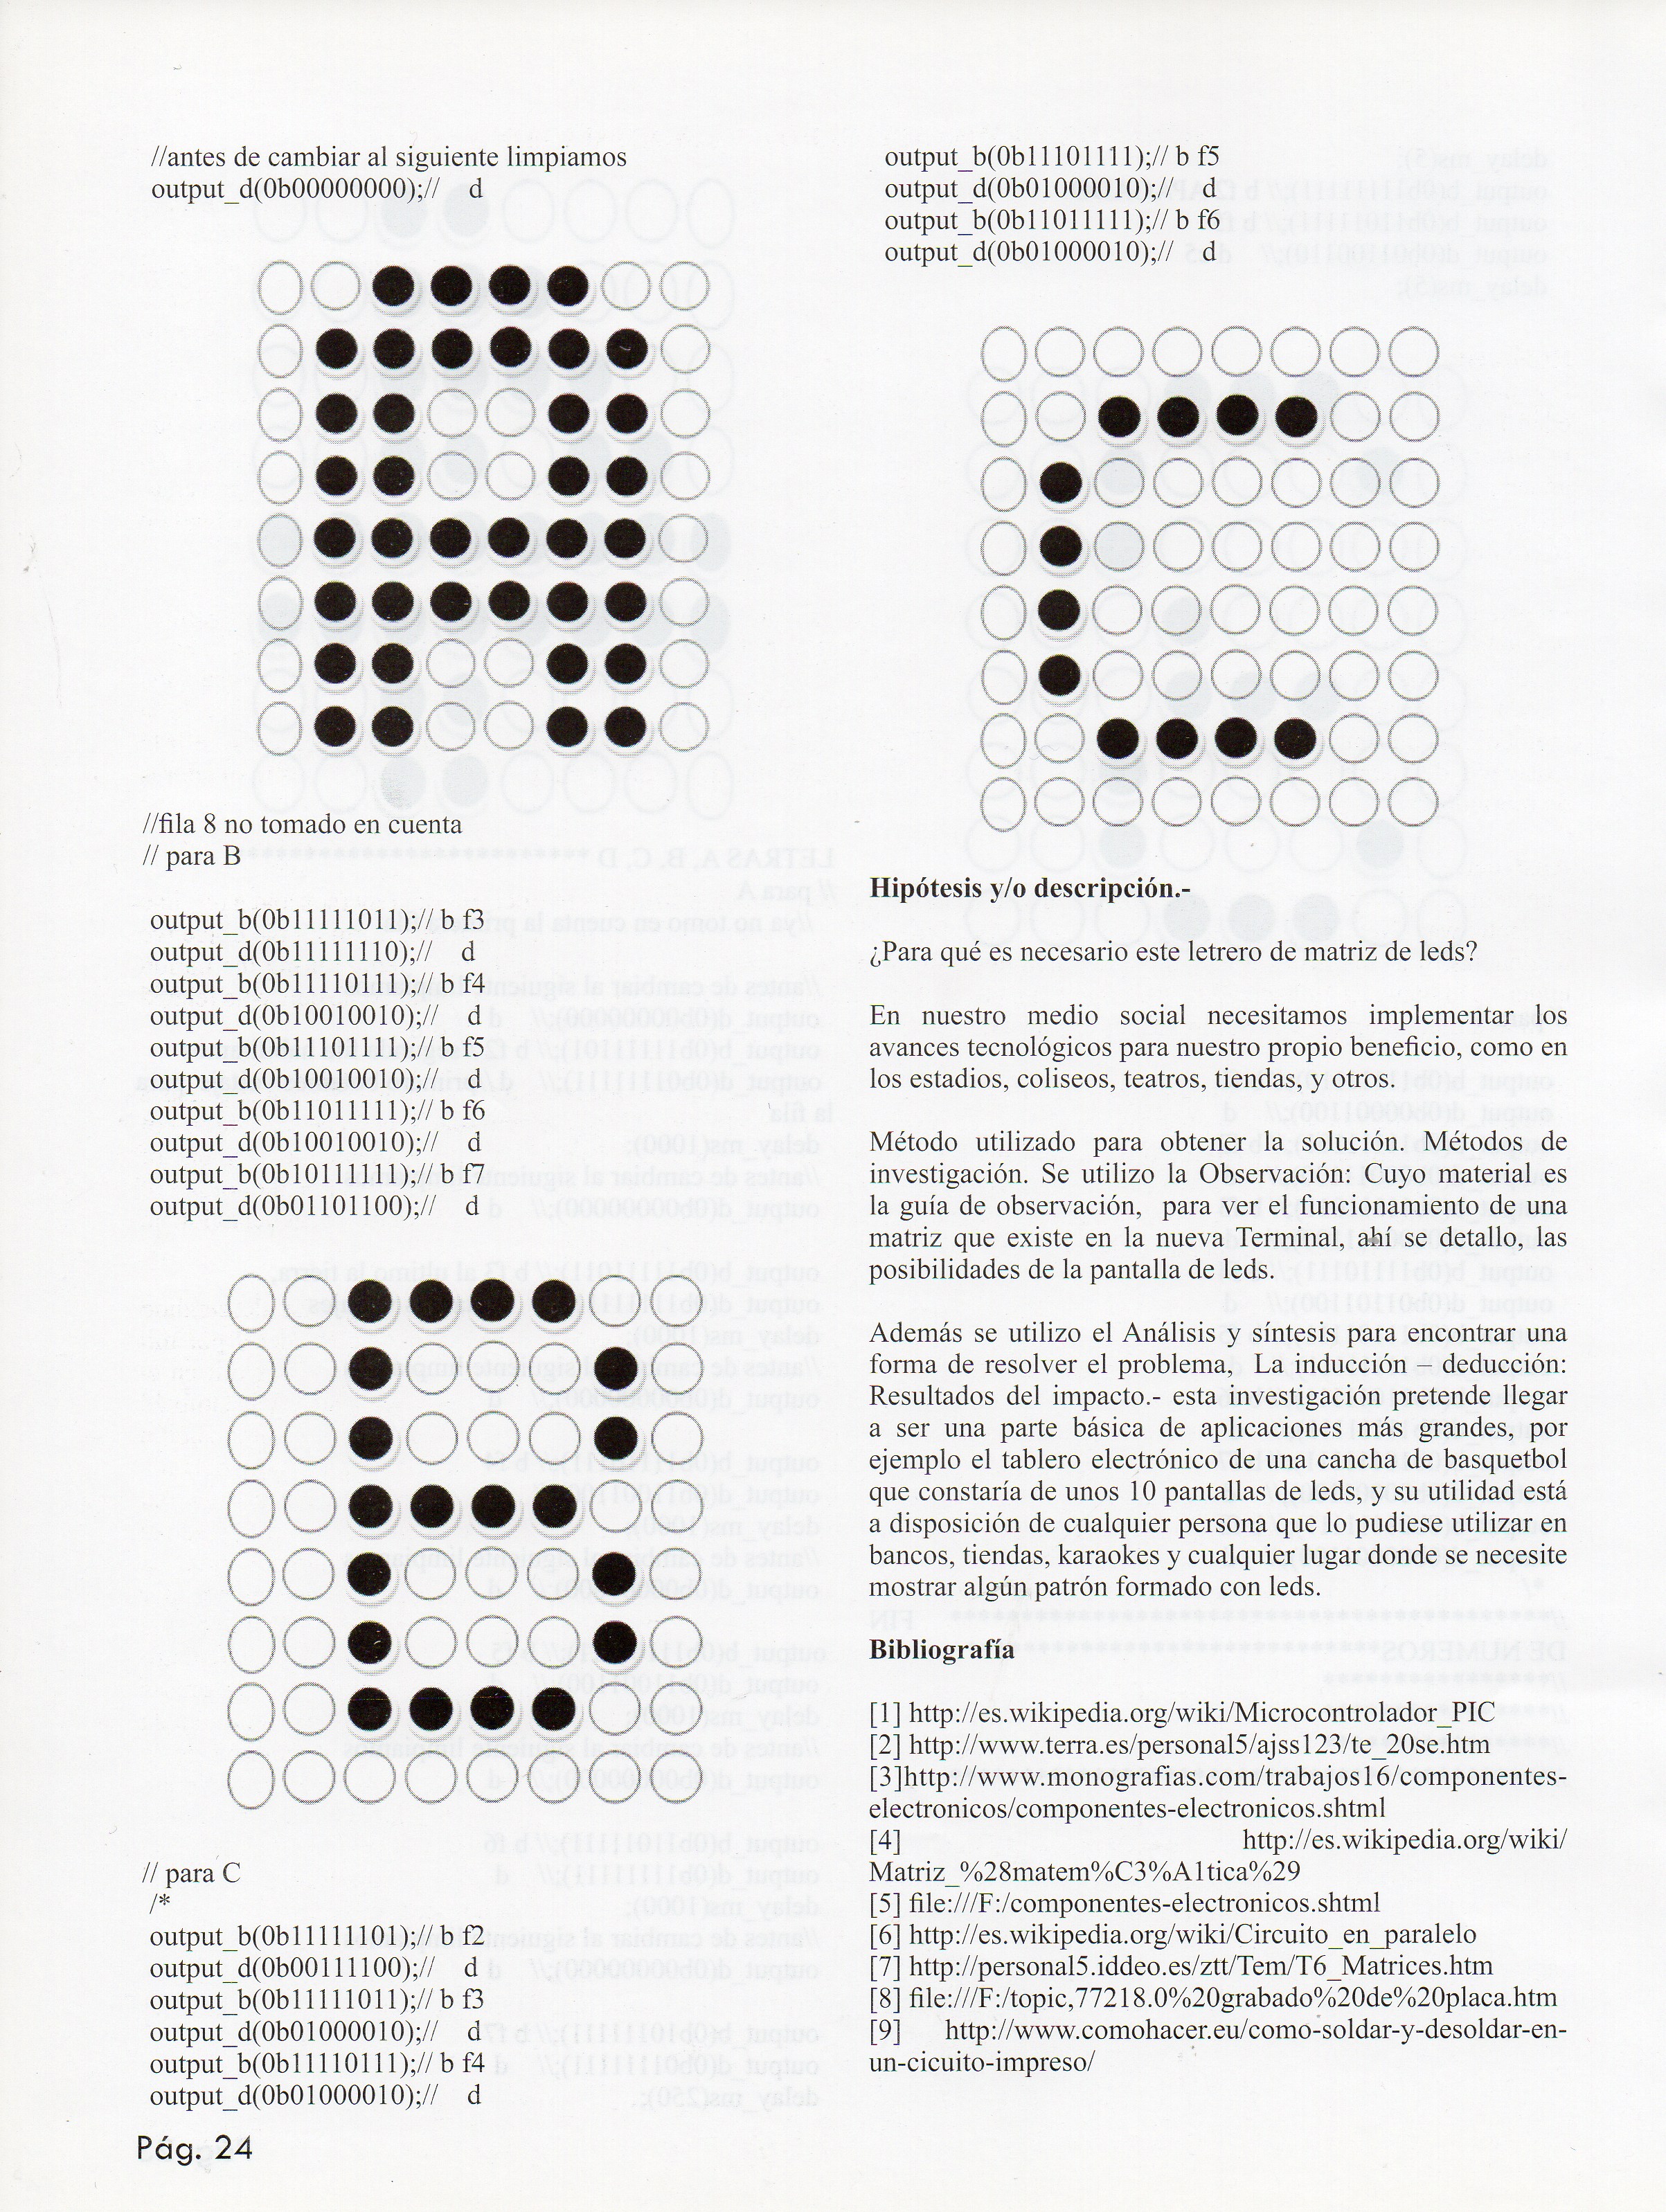 //antes de cambiar al siguiente limpiamos
output_d(0b00000000);//    d
//fila 8 no tomado en cuenta
// para B
output_b(0b11111011);// b f3
output_d(0b11111110);//    d
output_b(0b11110111);// b f4
output_d(0b10010010);//    d
output_b(0b11101111);// b f5
output_d(0b10010010);//    d
output_b(0b11011111);// b f6
output_d(0b10010010);//    d
output_b(0b10111111);// b f7
output_d(0b01101100);//    d
// para C
/*
output_b(0b11111101);// b f2
output_d(0b00111100);//    d
output_b(0b11111011);// b f3
output_d(0b01000010);//    d
output_b(0b11110111);// b f4
output_d(0b01000010);//    d
output_b(0b11101111);// b f5
output_d(0b01000010);//    d
output_b(0b11011111);// b f6
output_d(0b01000010);//    d
Hipótesis y/o descripción.-
¿Para qué es necesario este letrero de matriz de leds?
En nuestro medio social necesitamos implementar los
avances tecnológicos para nuestro propio beneficio, como en
los estadios, coliseos, teatros, tiendas, y otros.
Método utilizado para obtener la solución. Métodos de
investigación. Se utilizo la Observación: Cuyo material es
la guía de observación,  para ver el funcionamiento de una
matriz que existe en la nueva Terminal, ahí se detallo, las
posibilidades de la pantalla de leds.
Además se utilizo el Análisis y síntesis para encontrar una
forma de resolver el problema,  La inducción – deducción:
Resultados del impacto.- esta investigación pretende llegar
a ser una parte básica de aplicaciones más grandes, por
ejemplo el tablero electrónico de una cancha de basquetbol
que constaría de unos 10 pantallas de leds, y su utilidad está
a disposición de cualquier persona que lo pudiese utilizar en
bancos, tiendas, karaokes y cualquier lugar donde se necesite
mostrar algún patrón formado con leds.
Bibliografía
[1] http://es.wikipedia.org/wiki/Microcontrolador_PIC
[2] http://www.terra.es/personal5/ajss123/te_20se.htm
[3]http://www.monografias.com/trabajos16/componentes-
electronicos/componentes-electronicos.shtml
[4] http://es.wikipedia.org/wiki/
Matriz_%28matem%C3%A1tica%29
[5] file:///F:/componentes-electronicos.shtml
[6] http://es.wikipedia.org/wiki/Circuito_en_paralelo
[7] http://personal5.iddeo.es/ztt/Tem/T6_Matrices.htm
[8] file:///F:/topic,77218.0%20grabado%20de%20placa.htm
[9] http://www.comohacer.eu/como-soldar-y-desoldar-en-
un-cicuito-impreso/
Pág. 24